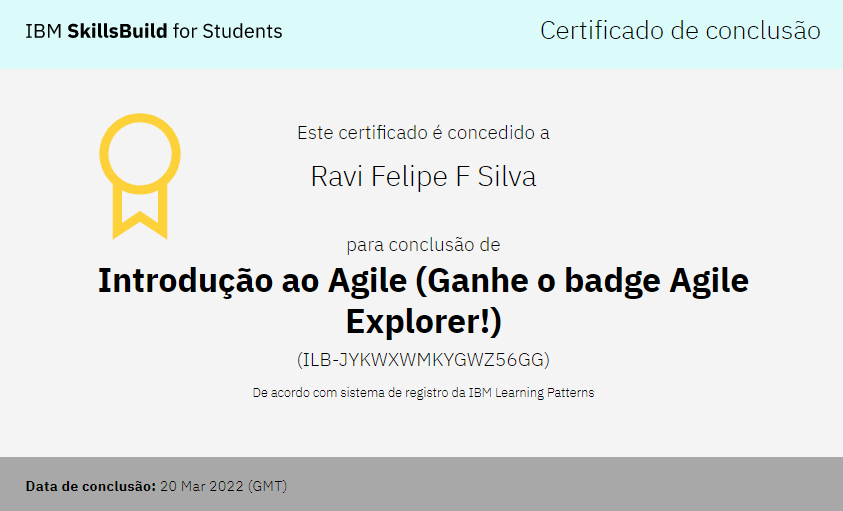 IBM SkillsBuild for Students
Certificado de conclusão
Este certificado é concedido a
Ravi Felipe F Silva
para conclusão de
Introdução ao Agile (Ganhe o badge Agile
Explorer!)
(ILB-JYKWXWMKYGWZ56GG)
De acordo com sistema de registro da IBM Learning Patterns
Data de conclusão: 20 Mar 2022 (GMT)